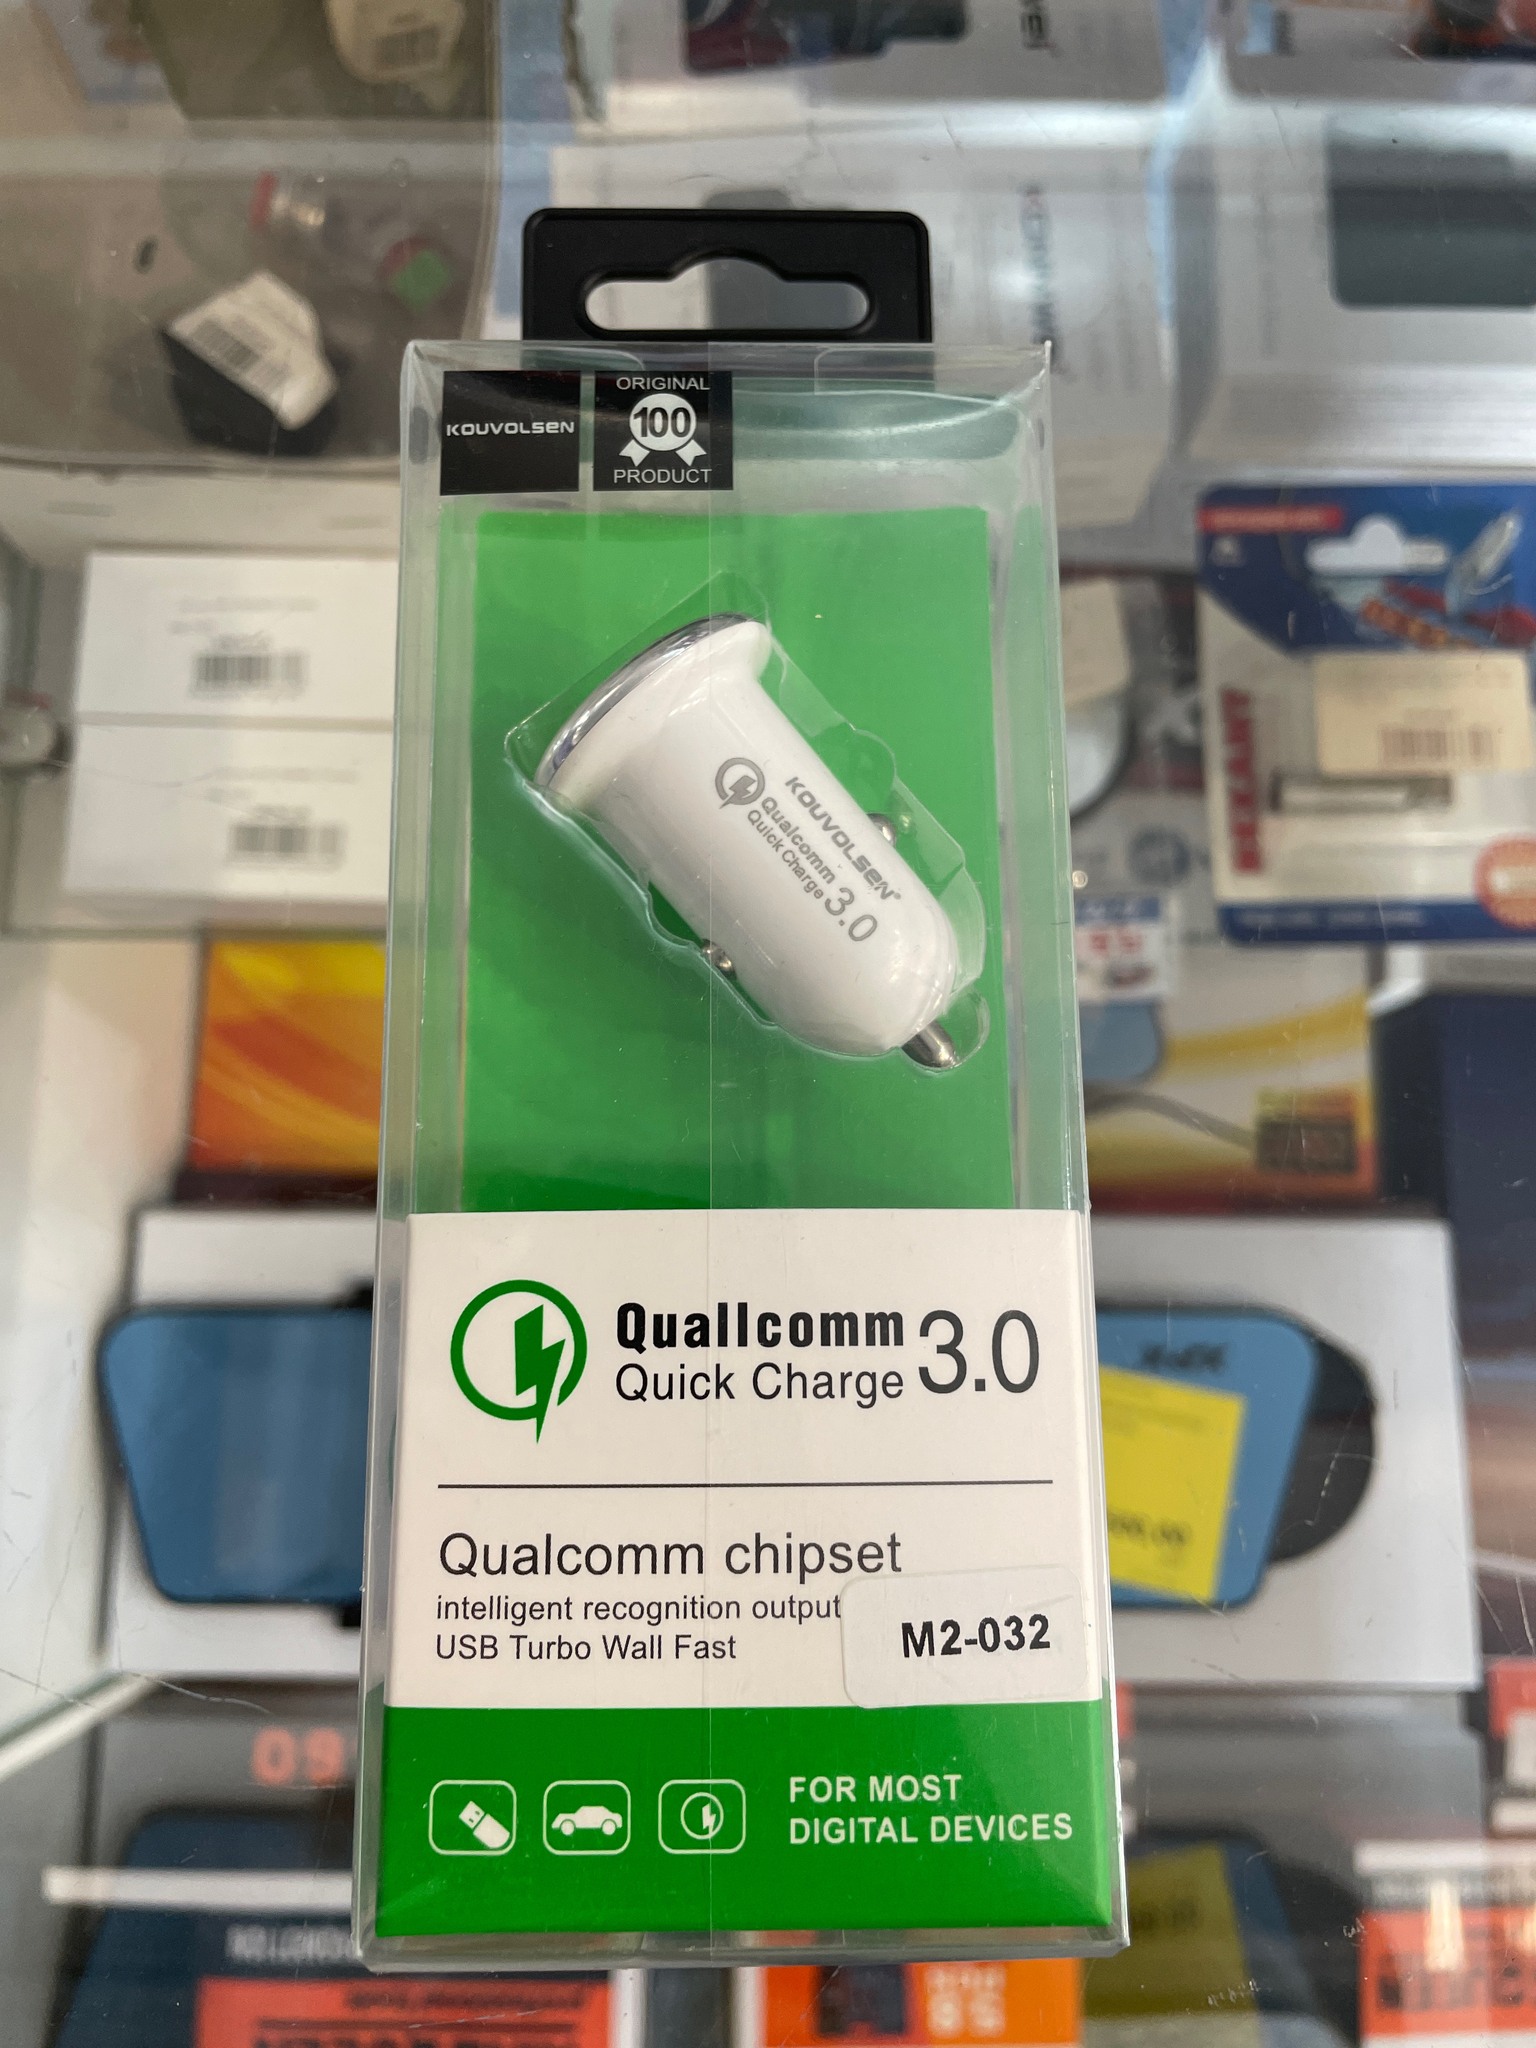 KOUVOLSEN
ORIGINAL
100
PRODUCT
KOUVOLSEN®
Qualcomm
Quick Charge 3.0
Quallcomm
Quick Charge 3.0
Qualcomm chipset
intelligent recognition output
USB Turbo Wall Fast
M2-032
FOR MOST
DIGITAL DEVICES